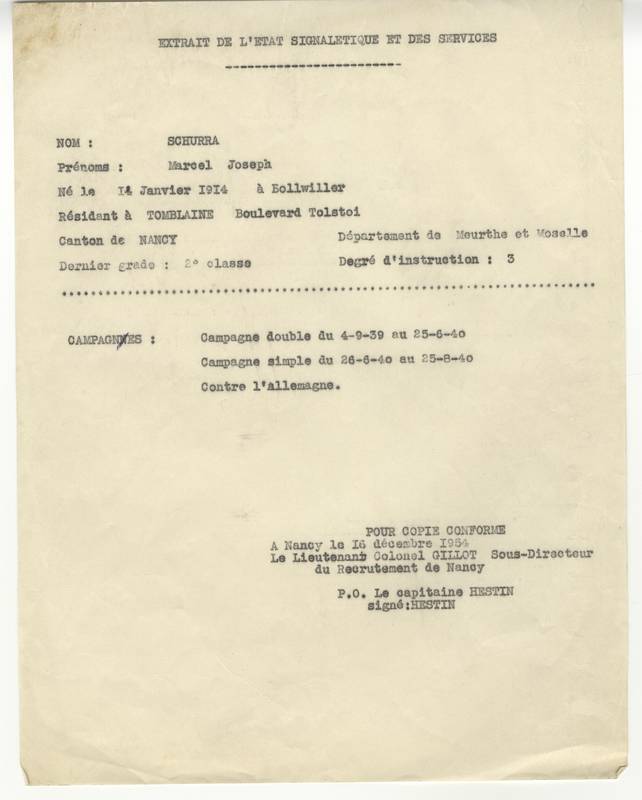 EXTRAIT DE L'ETAT SIGNALETIQUE ET DES SERVICES
------------------------
NOM : SCHURRA
Prénoms : Marcel Joseph
Né le 14 Janvier 1914 à Bollwiller
Résidant à TOMBLAINE Boulevard Tolstoi
Canton de NANCY Département de Meurthe et Moselle
Dernier grade : 2° classe Degré d'instruction : 3
CAMPAGNES : Campagne double du 4-9-39 au 25-6-40
Campagne simple du 26-6-40 au 25-8-40
Contre l'Allemagne.
POUR COPIE CONFORME
A Nancy le 16 décembre 1954
Le Lieutenant Colonel GILLOT Sous-Directeur
du Recrutement de Nancy
P.O. Le capitaine HESTIN
signé:HESTIN